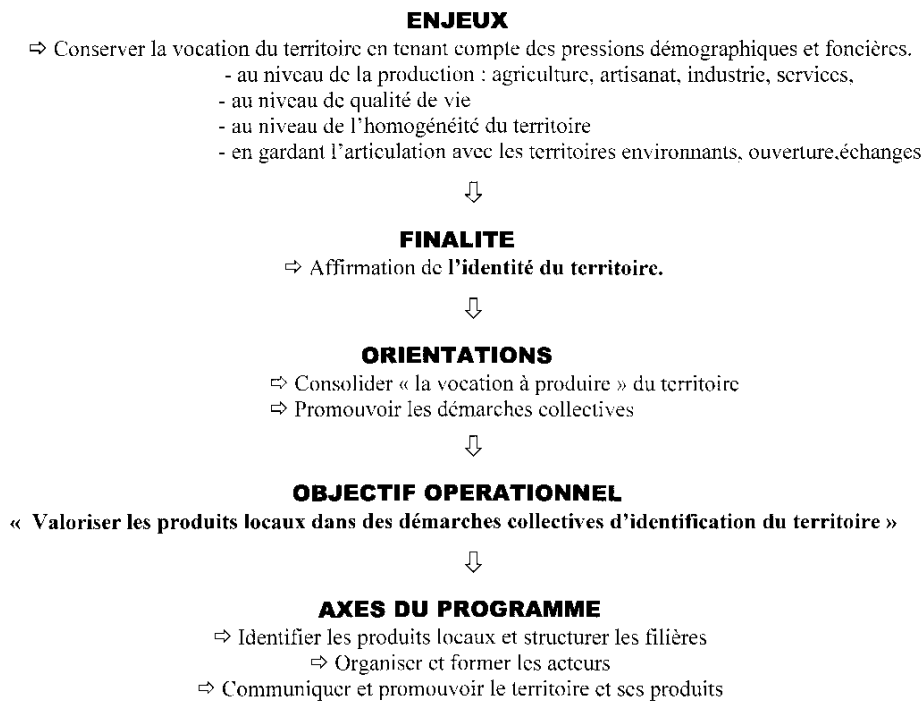 ENJEUX
⇨ Conserver la vocation du territoire en tenant compte des pressions démographiques et foncières.
- au niveau de la production : agriculture, artisanat, industrie, services,
- au niveau de qualité de vie
- au niveau de l'homogénéité du territoire
- en gardant l'articulation avec les territoires environnants, ouverture,échanges
⇩
FINALITE
⇨ Affirmation de l'identité du territoire.
⇩
ORIENTATIONS
⇨ Consolider « la vocation à produire » du territoire
⇨ Promouvoir les démarches collectives
⇩
OBJECTIF OPERATIONNEL
« Valoriser les produits locaux dans des démarches collectives d'identification du territoire »
⇩
AXES DU PROGRAMME
⇨ Identifier les produits locaux et structurer les filières
⇨ Organiser et former les acteurs
⇨ Communiquer et promouvoir le territoire et ses produits